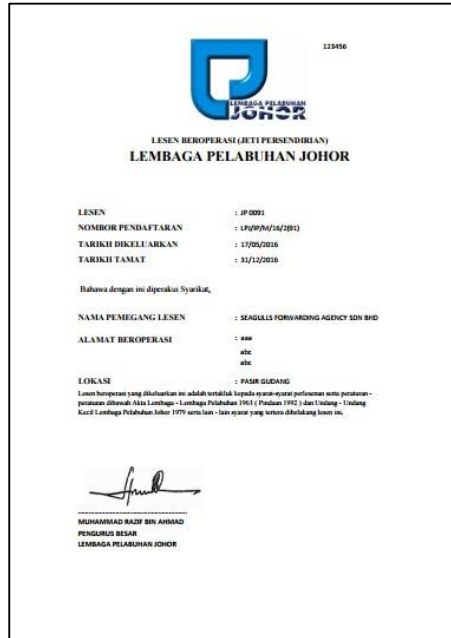 123456
LEMBAGA PELABUHAN
JOHOR
LESEN BEROPERASI (JETI PERSENDIRIAN)
LEMBAGA PELABUHAN JOHOR
LESEN : JP 0091
NOMBOR PENDAFTARAN : LPJ/IP/M/16/2(91)
TARIKH DIKELUARKAN : 17/05/2016
TARIKH TAMAT : 31/12/2016
Bahawa dengan ini diperakui Syarikat,
NAMA PEMEGANG LESEN : SEAGULLS FORWARDING AGENCY SDN BHD
ALAMAT BEROPERASI : aaa
abc
abc
LOKASI : PASIR GUDANG
Lesen beroperasi yang dikeluarkan ini adalah tertakluk kepada syarat-syarat perlesenan serta peraturan -
peraturan dibawah Akta Lembaga - Lembaga Pelabuhan 1963 ( Pindaan 1992 ) dan Undang - Undang
Kecil Lembaga Pelabuhan Johor 1979 serta lain - lain syarat yang tertera dibelakang lesen ini,
MUHAMMAD RAZIF BIN AHMAD
PENGURUS BESAR
LEMBAGA PELABUHAN JOHOR